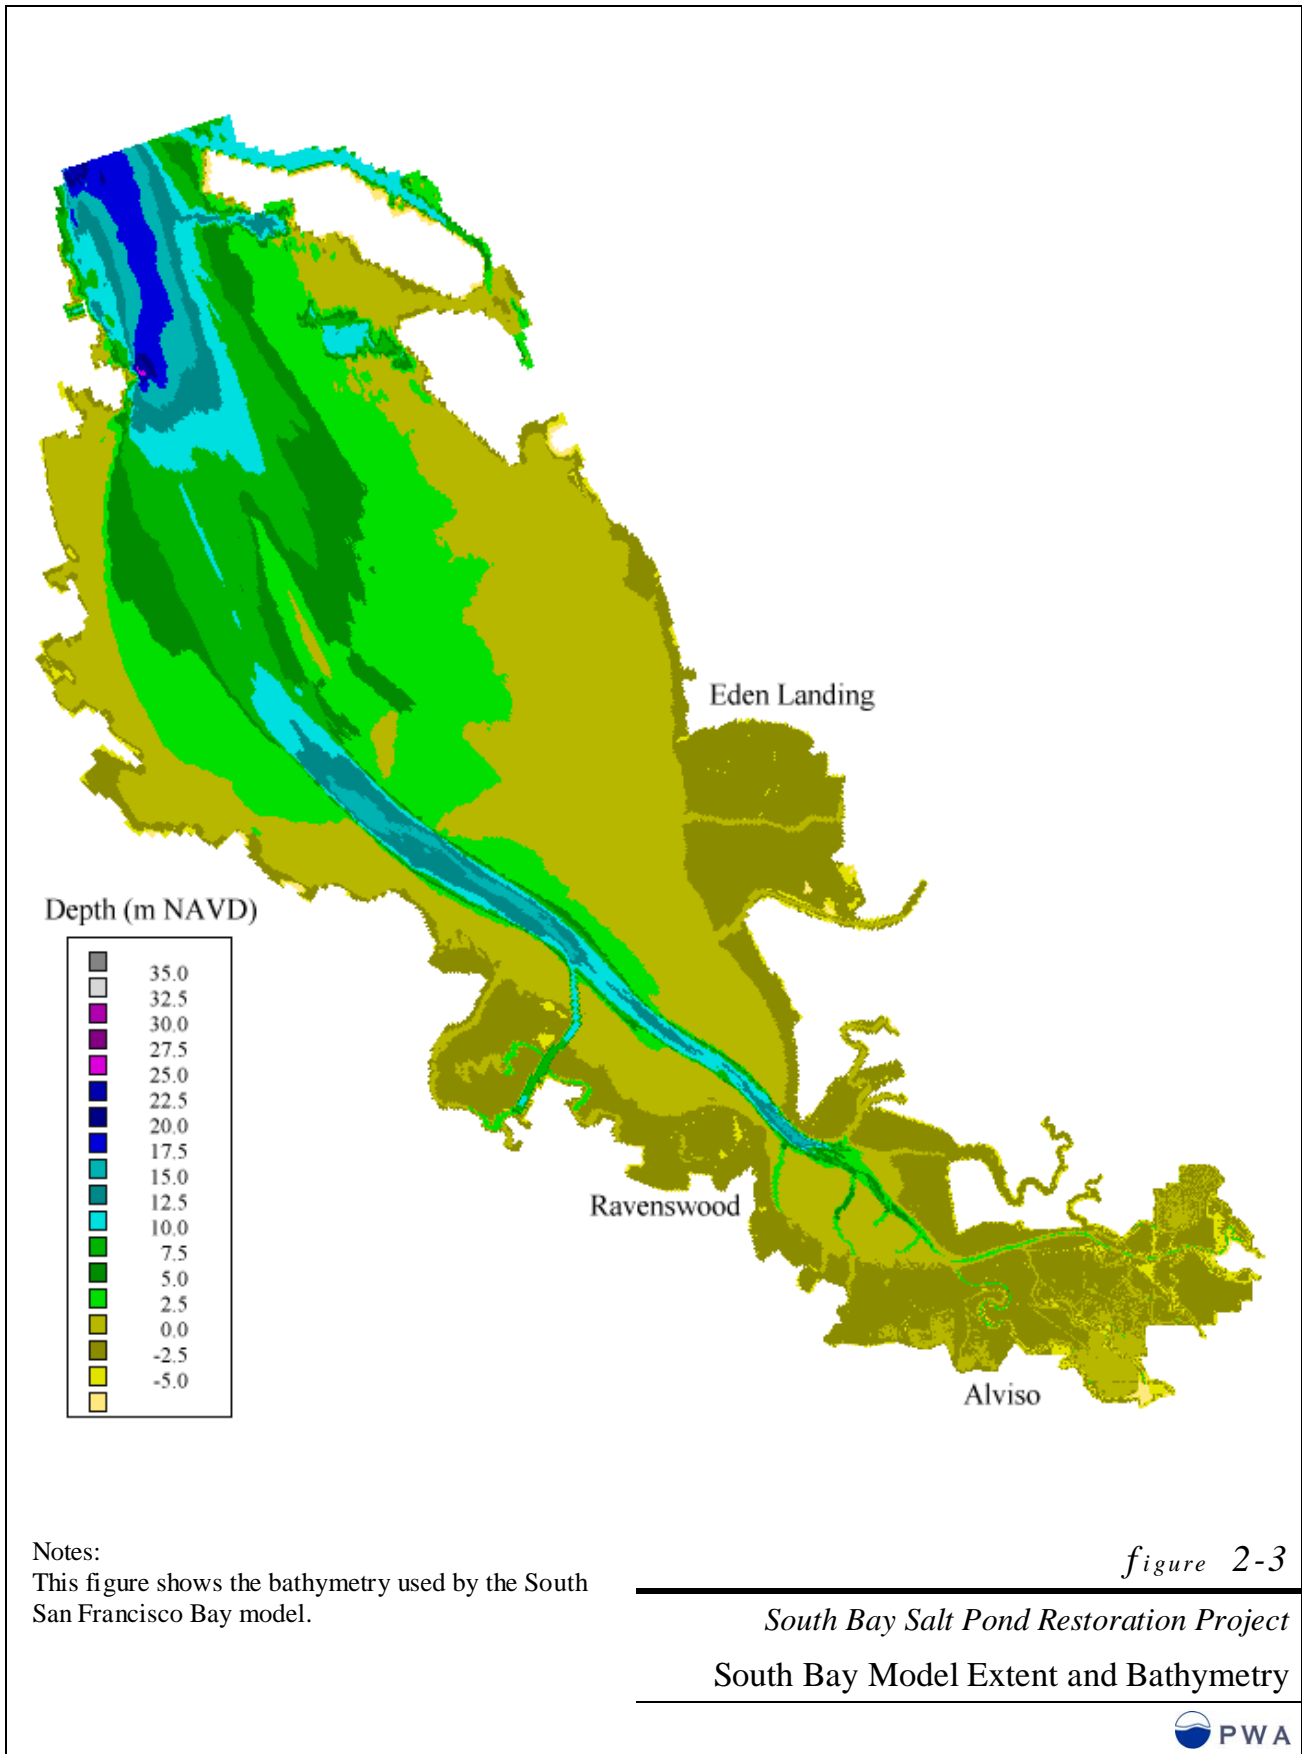 Eden Landing
Depth (m NAVD)
35.0
32.5
30.0
27.5
25.0
22.5
20.0
17.5
15.0
12.5
10.0
7.5
5.0
2.5
0.0
-2.5
-5.0
Ravenswood
Alviso
Notes:
This figure shows the bathymetry used by the South
San Francisco Bay model.
figure 2-3
South Bay Salt Pond Restoration Project
South Bay Model Extent and Bathymetry
PWA